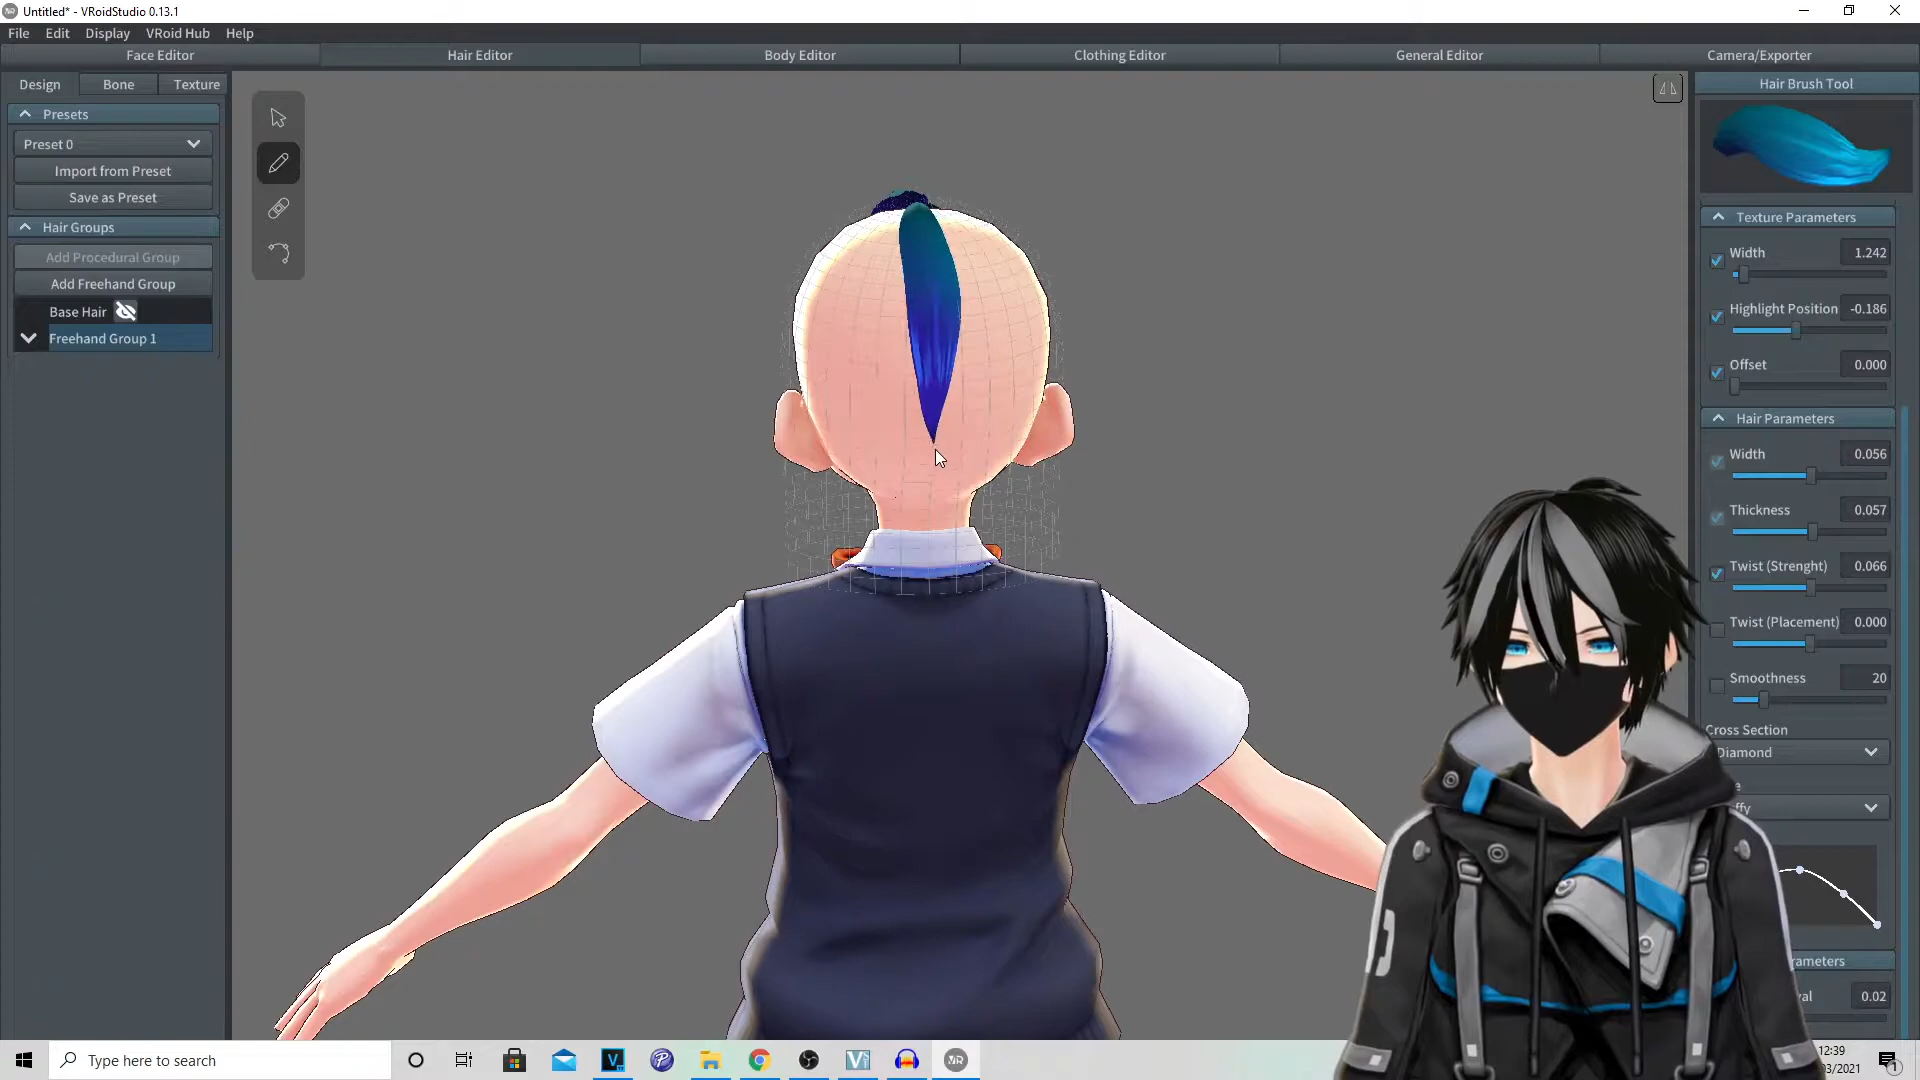 Untitled* - VRoidStudio 0.13.1
File Edit Display VRoid Hub Help
Face Editor Hair Editor Body Editor Clothing Editor General Editor Camera/Exporter
Design Bone Texture
Presets
Preset 0
Import from Preset
Save as Preset
Hair Groups
Add Procedural Group
Add Freehand Group
Base Hair
Freehand Group 1
Hair Brush Tool
Texture Parameters
Width 1.242
Highlight Position -0.186
Offset 0.000
Hair Parameters
Width 0.056
Thickness 0.057
Twist (Strenght) 0.066
Twist (Placement) 0.000
Smoothness 20
Cross Section
Diamond
0.02
Type here to search
12:39
03/2021